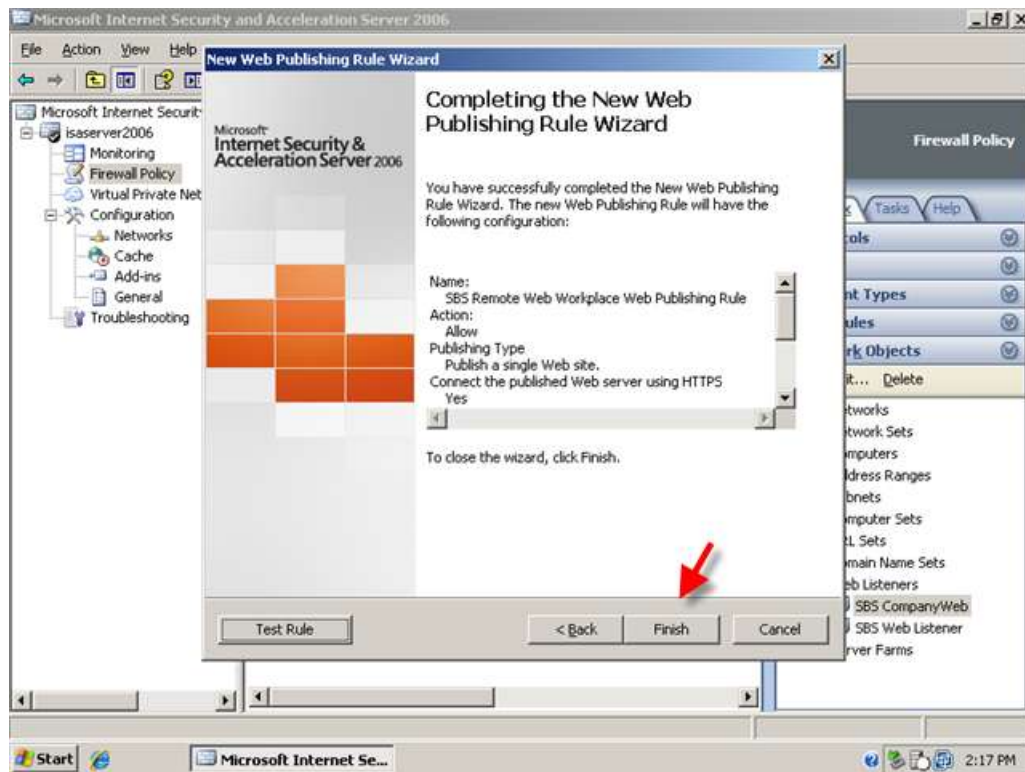 Microsoft Internet Security and Acceleration Server 2006
File Action View Help
Microsoft Internet Securit
isaserver2006
Monitoring
Firewall Policy
Virtual Private Net
Configuration
Networks
Cache
Add-ins
General
Troubleshooting
New Web Publishing Rule Wizard
Microsoft
Internet Security &
Acceleration Server 2006
Completing the New Web
Publishing Rule Wizard
You have successfully completed the New Web Publishing
Rule Wizard. The new Web Publishing Rule will have the
following configuration:
Name:
SBS Remote Web Workplace Web Publishing Rule
Action:
Allow
Publishing Type
Publish a single Web site.
Connect the published Web server using HTTPS
Yes
To close the wizard, click Finish.
Test Rule
< Back
Finish
Cancel
Firewall Policy
Tasks Help
cols
nt Types
ules
rk Objects
it... Delete
tworks
twork Sets
mputers
ldress Ranges
bnets
mputer Sets
RL Sets
main Name Sets
eb Listeners
SBS CompanyWeb
SBS Web Listener
rver Farms
Start
Microsoft Internet Se...
2:17 PM